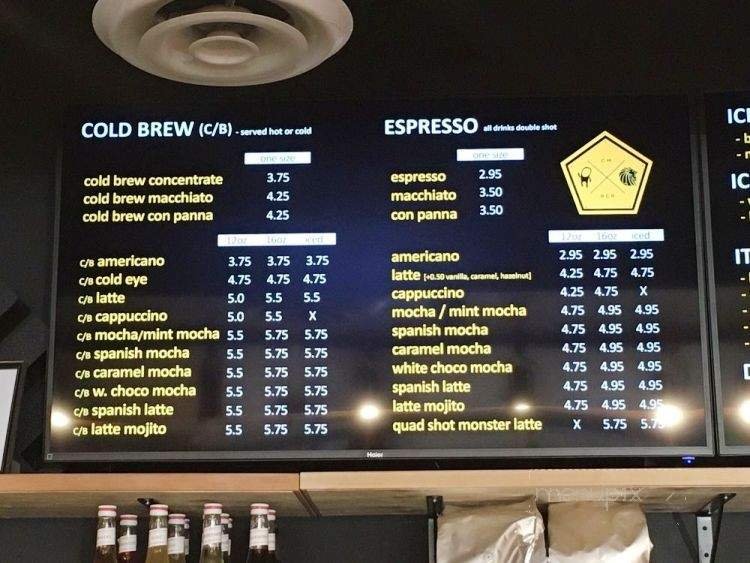 COLD BREW (C/B) - served hot or cold
one size
cold brew concentrate 3.75
cold brew macchiato 4.25
cold brew con panna 4.25
12oz 16oz iced
C/B americano 3.75 3.75 3.75
C/B cold eye 4.75 4.75 4.75
C/B latte 5.0 5.5 5.5
C/B cappuccino 5.0 5.5 X
C/B mocha/mint mocha 5.5 5.75 5.75
C/B spanish mocha 5.5 5.75 5.75
C/B caramel mocha 5.5 5.75 5.75
C/B w. choco mocha 5.5 5.75 5.75
C/B spanish latte 5.5 5.75 5.75
C/B latte mojito 5.5 5.75 5.75
ESPRESSO all drinks double shot
one size
espresso 2.95
macchiato 3.50
con panna 3.50
12oz 16oz iced
americano 2.95 2.95 2.95
latte [+0.50 vanilla, caramel, hazelnut] 4.25 4.75 4.75
cappuccino 4.25 4.75 X
mocha / mint mocha 4.75 4.95 4.95
spanish mocha 4.75 4.95 4.95
caramel mocha 4.75 4.95 4.95
white choco mocha 4.75 4.95 4.95
spanish latte 4.75 4.95 4.95
latte mojito 4.75 4.95 4.95
quad shot monster latte X 5.75 5.75
Haier
menupix